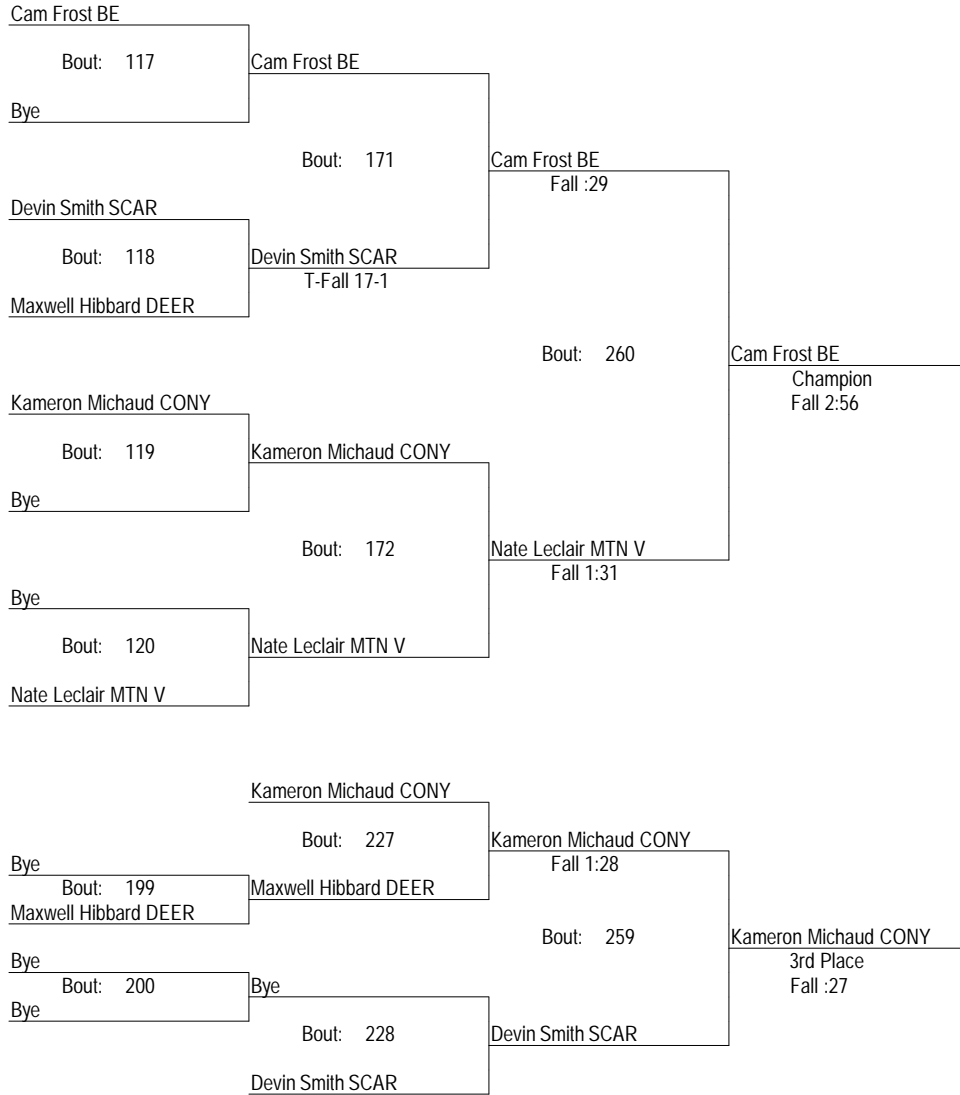 Cam Frost BE
Bout: 117 Cam Frost BE
Bye
Bout: 171 Cam Frost BE
Fall :29
Devin Smith SCAR
Bout: 118 Devin Smith SCAR
T-Fall 17-1
Maxwell Hibbard DEER
Bout: 260 Cam Frost BE
Champion
Fall 2:56
Kameron Michaud CONY
Bout: 119 Kameron Michaud CONY
Bye
Bout: 172 Nate Leclair MTN V
Fall 1:31
Bye
Bout: 120 Nate Leclair MTN V
Nate Leclair MTN V
Kameron Michaud CONY
Bout: 227 Kameron Michaud CONY
Fall 1:28
Bye
Bout: 199 Maxwell Hibbard DEER
Maxwell Hibbard DEER
Bout: 259 Kameron Michaud CONY
3rd Place
Fall :27
Bye
Bout: 200 Bye
Bye
Bout: 228 Devin Smith SCAR
Devin Smith SCAR